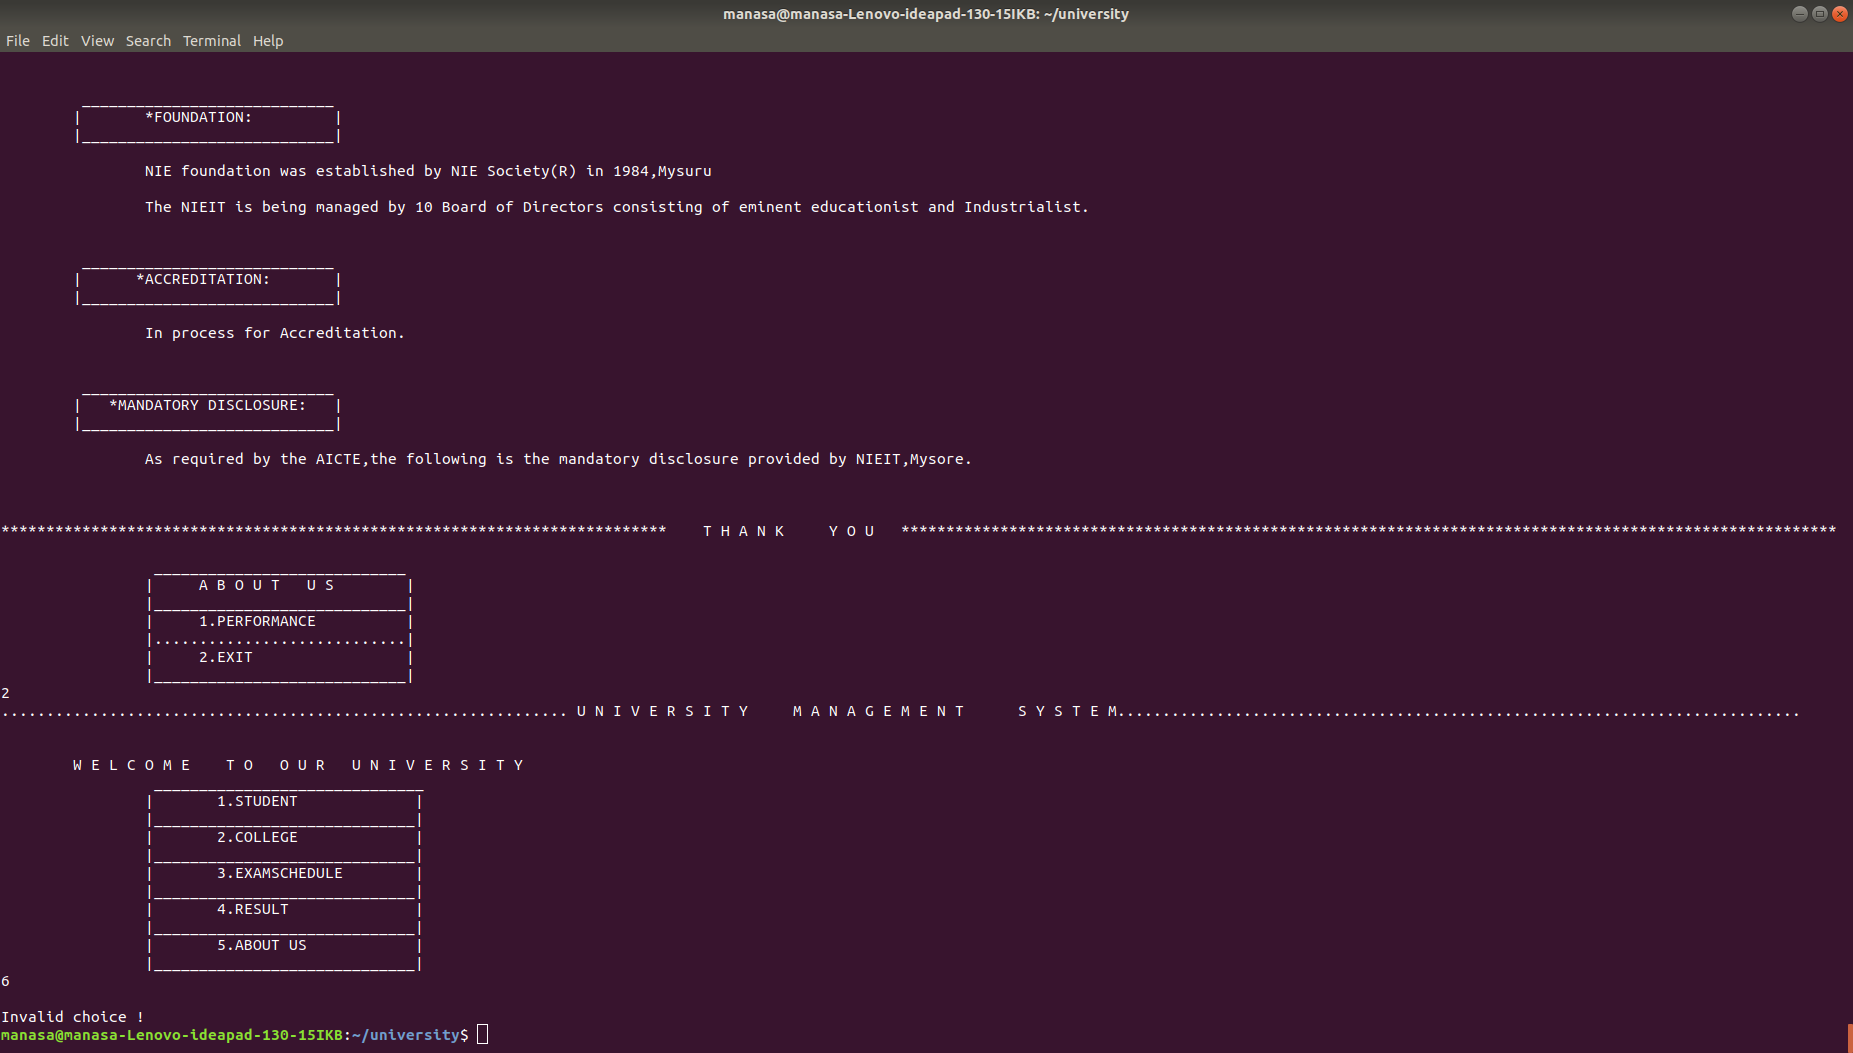 manasa@manasa-Lenovo-ideapad-130-15IKB: ~/university
File Edit View Search Terminal Help
*FOUNDATION:
NIE foundation was established by NIE Society(R) in 1984,Mysuru
The NIEIT is being managed by 10 Board of Directors consisting of eminent educationist and Industrialist.
*ACCREDITATION:
In process for Accreditation.
*MANDATORY DISCLOSURE:
As required by the AICTE,the following is the mandatory disclosure provided by NIEIT,Mysore.
************************************************************************** T H A N K   Y O U ********************************************************************************************************
A B O U T   U S
1.PERFORMANCE
............................
2.EXIT
2
............................................................... U N I V E R S I T Y   M A N A G E M E N T   S Y S T E M............................................................................
W E L C O M E   T O   O U R   U N I V E R S I T Y
1.STUDENT
2.COLLEGE
3.EXAMSCHEDULE
4.RESULT
5.ABOUT US
6
Invalid choice !
manasa@manasa-Lenovo-ideapad-130-15IKB:~/university$